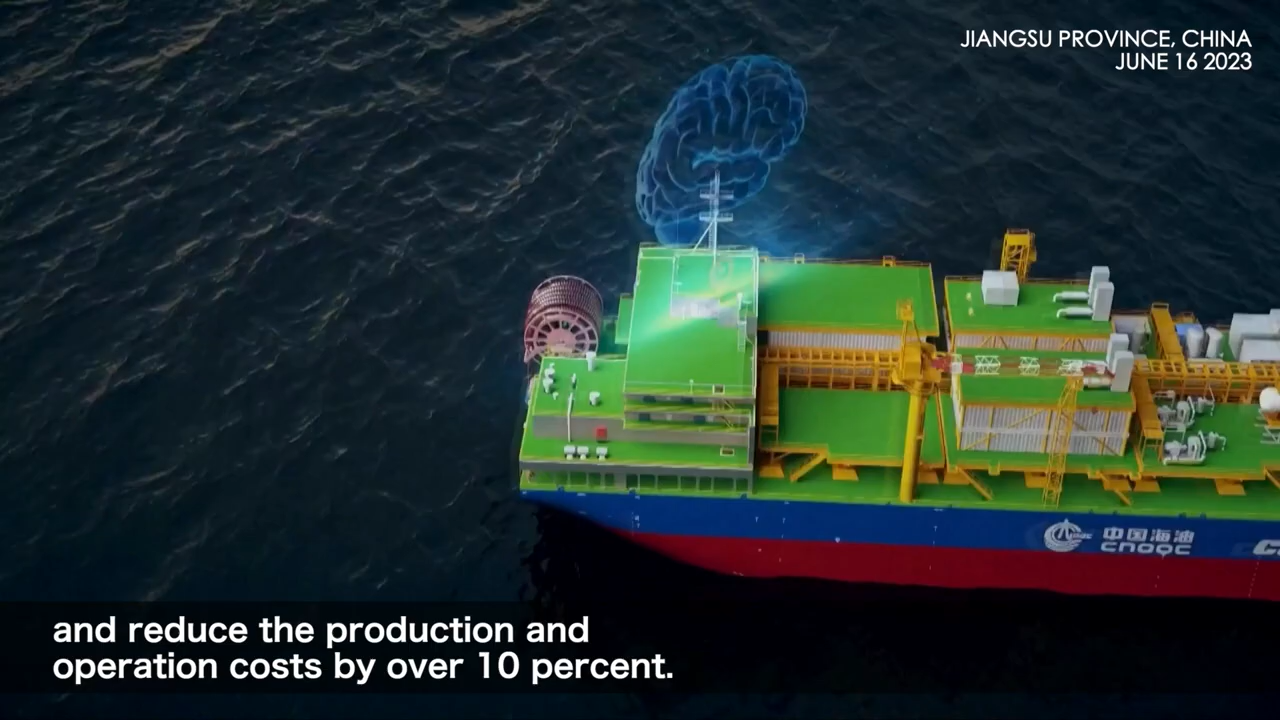 JIANGSU PROVINCE, CHINA
JUNE 16 2023
中国海油
CNOOC
and reduce the production and
operation costs by over 10 percent.